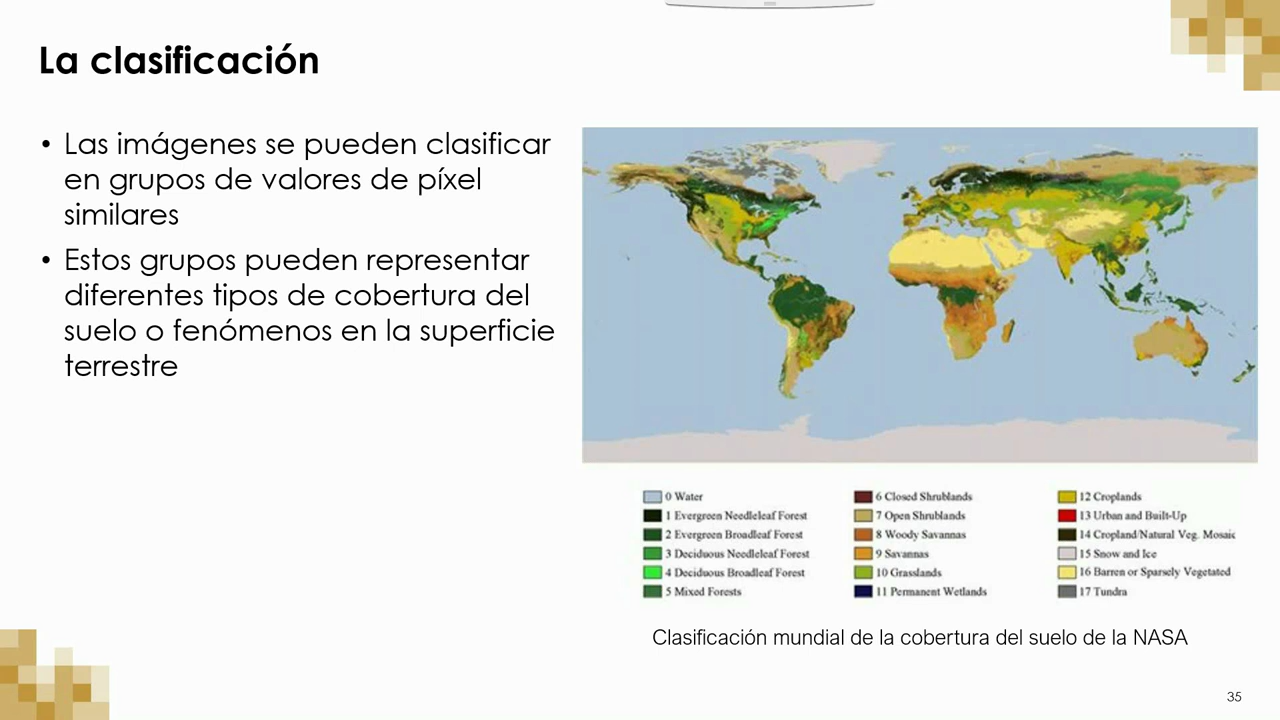 La clasificación
• Las imágenes se pueden clasificar
en grupos de valores de píxel
similares
• Estos grupos pueden representar
diferentes tipos de cobertura del
suelo o fenómenos en la superficie
terrestre
0 Water
1 Evergreen Needleleaf Forest
2 Evergreen Broadleaf Forest
3 Deciduous Needleleaf Forest
4 Deciduous Broadleaf Forest
5 Mixed Forests
6 Closed Shrublands
7 Open Shrublands
8 Woody Savannas
9 Savannas
10 Grasslands
11 Permanent Wetlands
12 Croplands
13 Urban and Built-Up
14 Cropland/Natural Veg. Mosaic
15 Snow and Ice
16 Barren or Sparsely Vegetated
17 Tundra
Clasificación mundial de la cobertura del suelo de la NASA
35